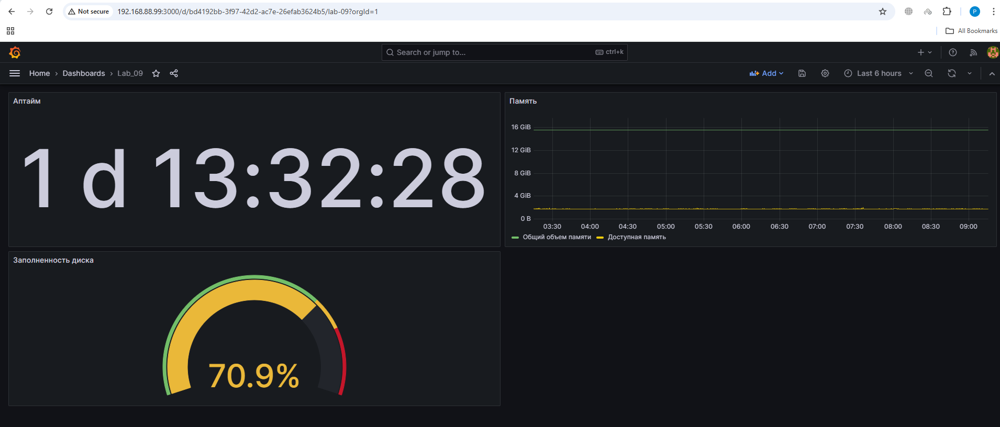 Not secure 192.168.88.99:3000/d/bd4192bb-3f97-42d2-ac7e-26efab3624b5/lab-09?orgId=1
P
All Bookmarks
Search or jump to...
ctrl+k
Home › Dashboards › Lab_09
Add
Last 6 hours
Аптайм
1 d 13:32:28
Память
16 GiB
12 GiB
8 GiB
4 GiB
0 B
03:30 04:00 04:30 05:00 05:30 06:00 06:30 07:00 07:30 08:00 08:30 09:00
Общий объем памяти Доступная память
Заполненность диска
70.9%